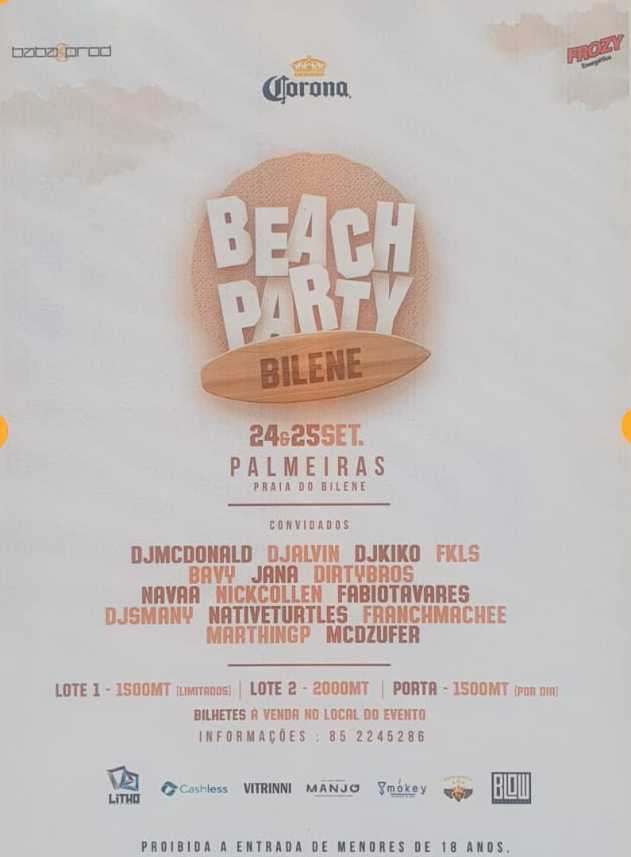 babaxprod
Corona
FROZY
Energética
BEACH
PARTY
BILENE
24&25SET.
PALMEIRAS
PRAIA DO BILENE
CONVIDADOS
DJMCDONALD DJALVIN DJKIKO FKLS
BAVY JANA DIRTYBROS
NAVAA NICKCOLLEN FABIOTAVARES
DJSMANY NATIVETURTLES FRANCHMACHEE
MARTHINGP MCDZUFER
LOTE 1 - 1500MT (LIMITADOS) | LOTE 2 - 2000MT | PORTA - 1500MT (POR DIA)
BILHETES À VENDA NO LOCAL DO EVENTO
INFORMAÇÕES : 85 2245286
LITHO Cashless VITRINNI MANJO Smokey BLOW
PROIBIDA A ENTRADA DE MENORES DE 18 ANOS.